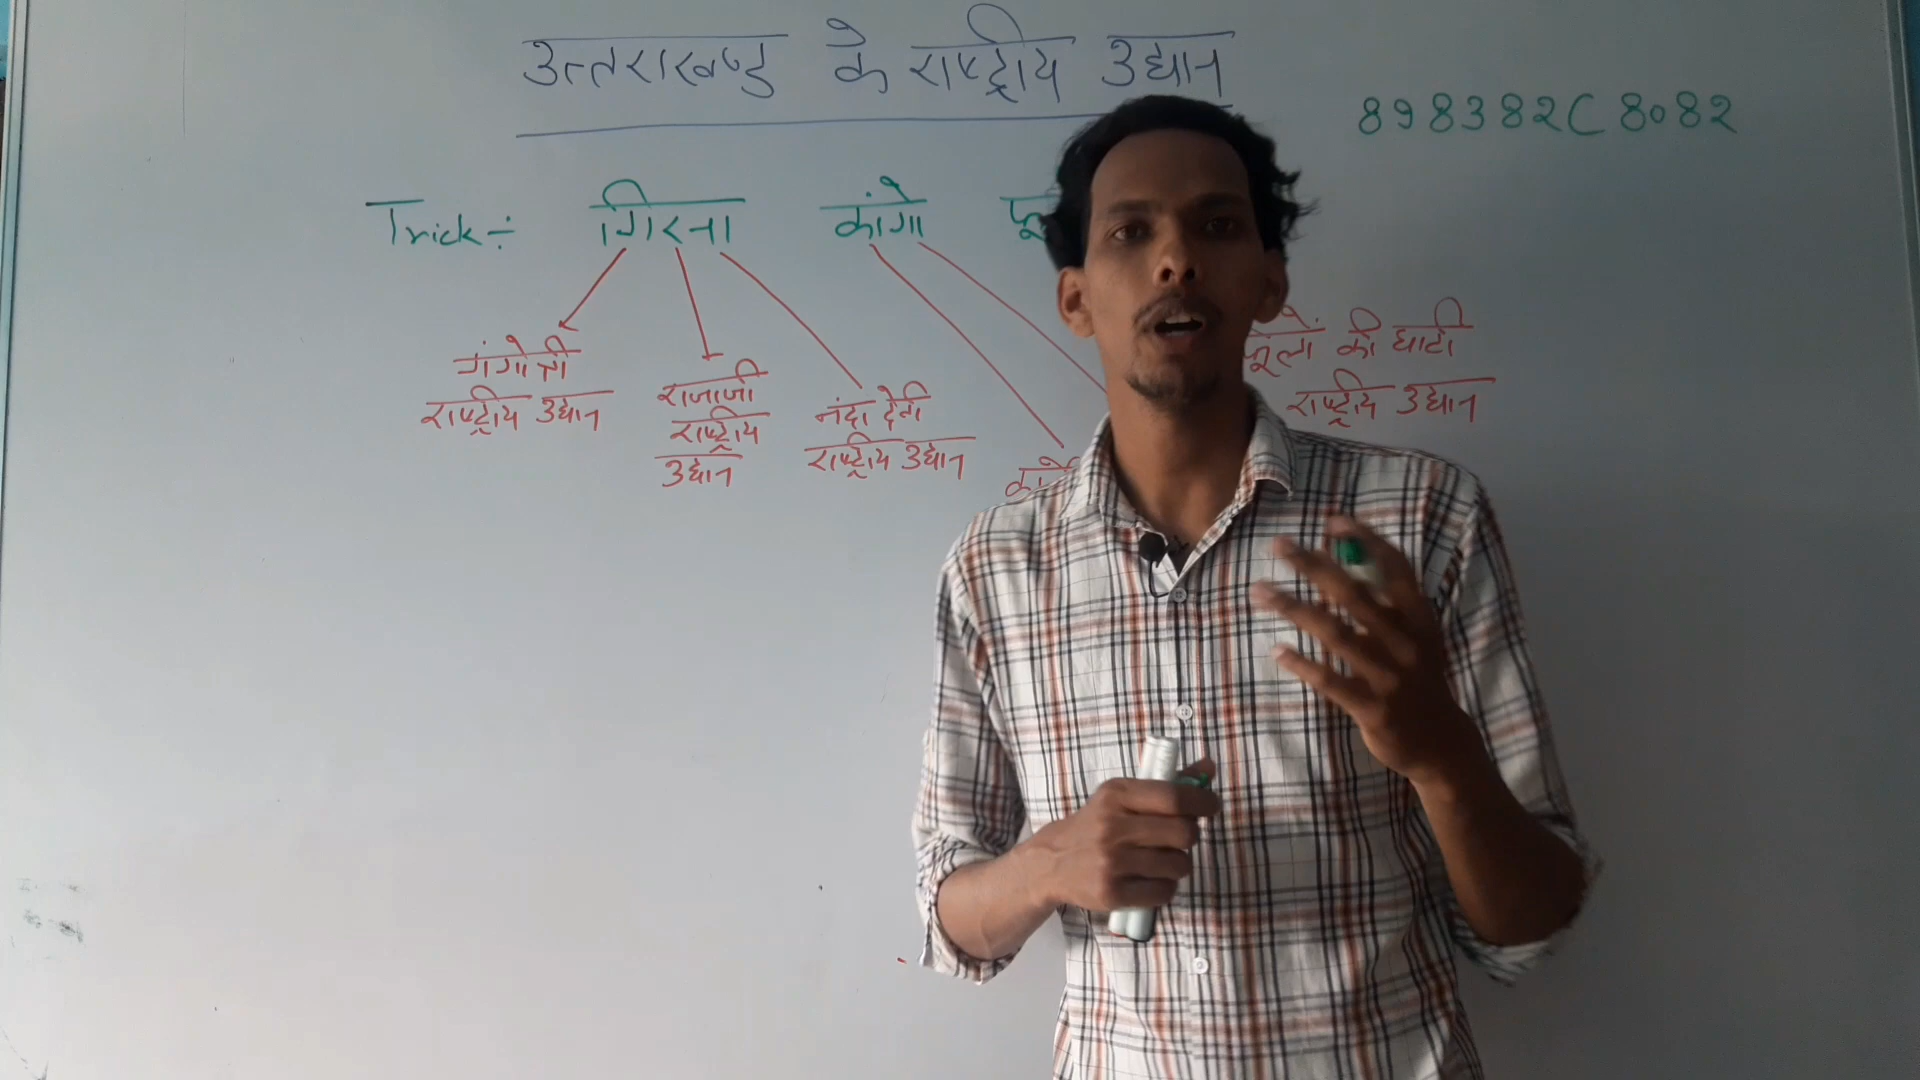 उत्तराखण्ड के राष्ट्रीय उद्यान
898382C8082
Trick ÷ गिरना कांगो
गंगोत्री
राष्ट्रीय उद्यान
राजाजी
राष्ट्रीय
उद्यान
नंदा देवी
राष्ट्रीय उद्यान
फूलों की घाटी
राष्ट्रीय उद्यान